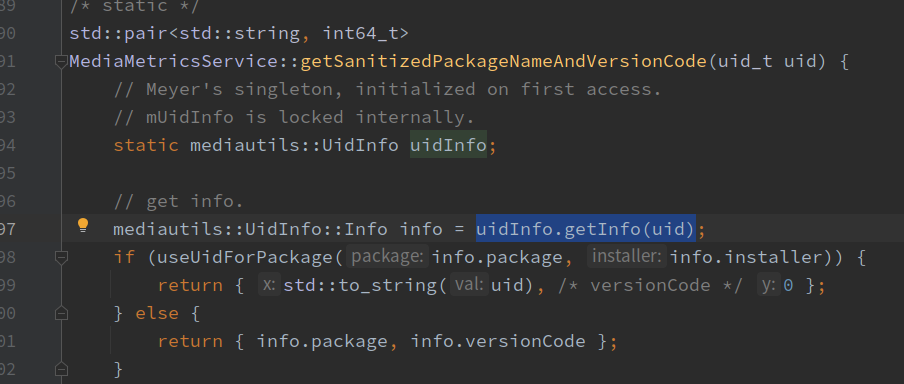 89 /* static */
90 std::pair<std::string, int64_t>
91 MediaMetricsService::getSanitizedPackageNameAndVersionCode(uid_t uid) {
92 // Meyer's singleton, initialized on first access.
93 // mUidInfo is locked internally.
94 static mediautils::UidInfo uidInfo;
95
96 // get info.
97 mediautils::UidInfo::Info info = uidInfo.getInfo(uid);
98 if (useUidForPackage( package: info.package, installer: info.installer)) {
99 return { x: std::to_string( val: uid), /* versionCode */ y: 0 };
00 } else {
01 return { info.package, info.versionCode };
02 }